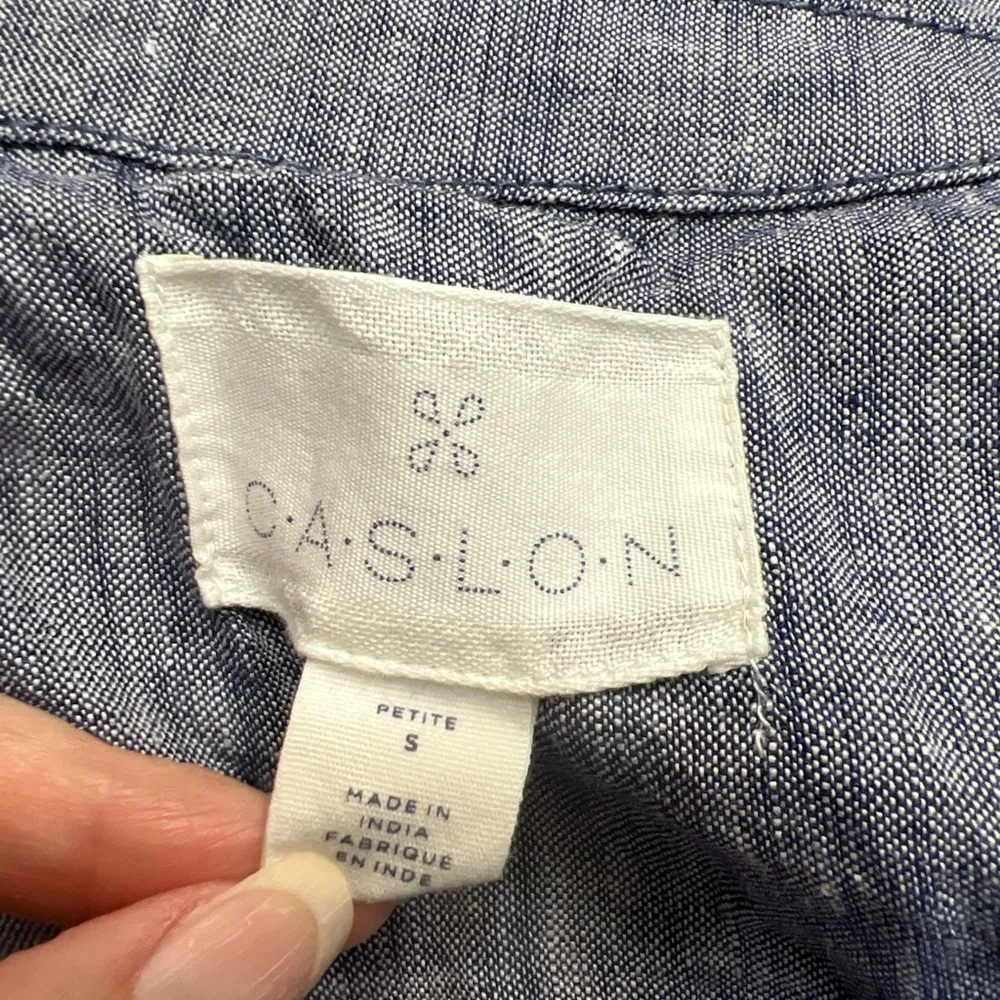 C·A·S·L·O·N
PETITE
S
MADE IN
INDIA
FABRIQUÉ
EN INDE